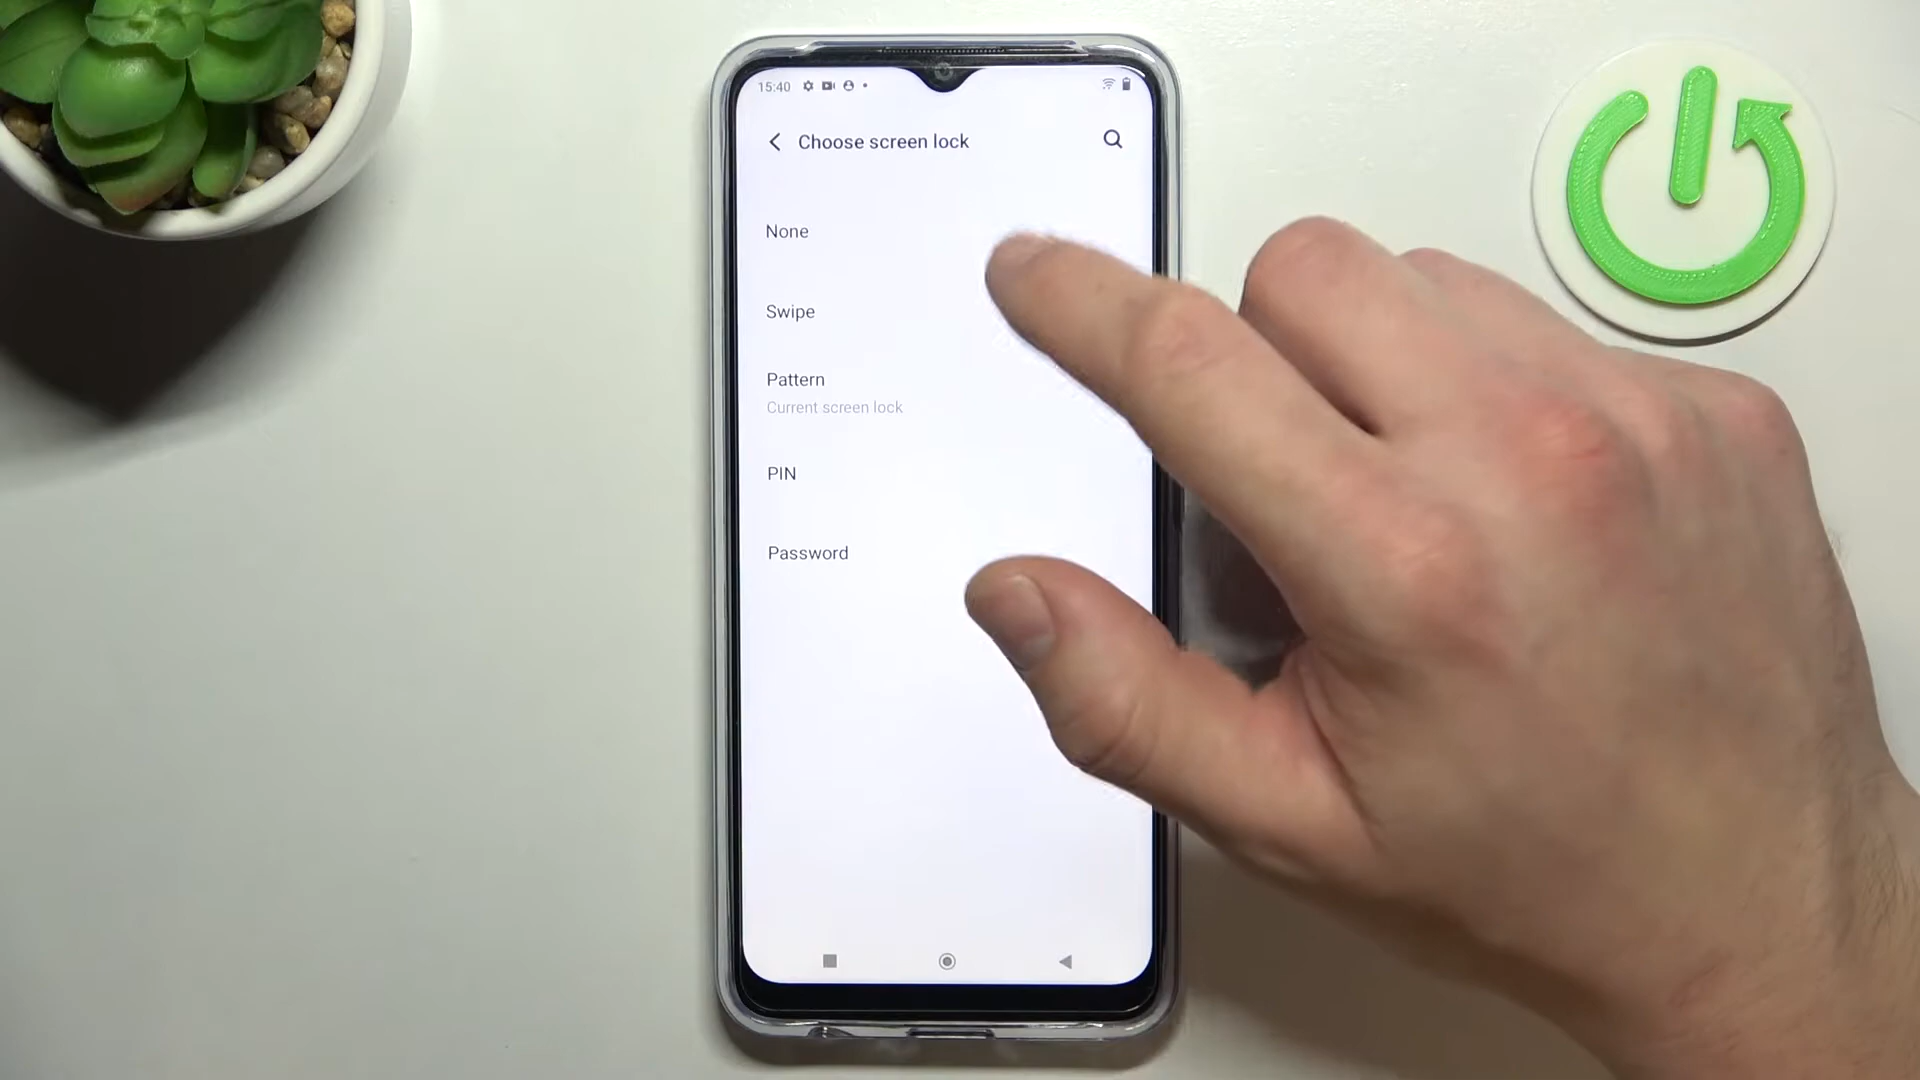 15:40
Choose screen lock
None
Swipe
Pattern
Current screen lock
PIN
Password